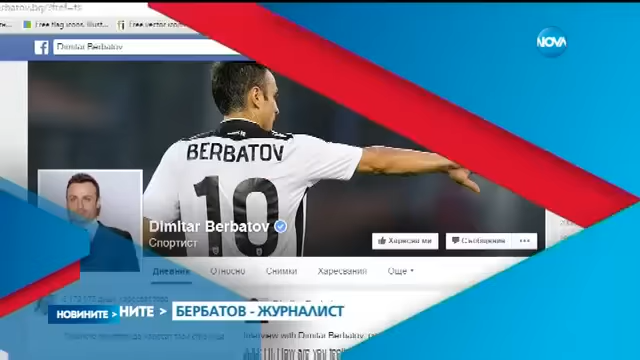 Free flag icons, illust...
Free vector
Dimitar Berbatov
NOVA
BERBATOV
10
Dimitar Berbatov
Спортист
Харесва ми
Съобщение
Дневник Относно Снимки Харесвания Още
Interview with Dimitar Berbatov
НОВИНИТЕ > НИТЕ > БЕРБАТОВ - ЖУРНАЛИСТ